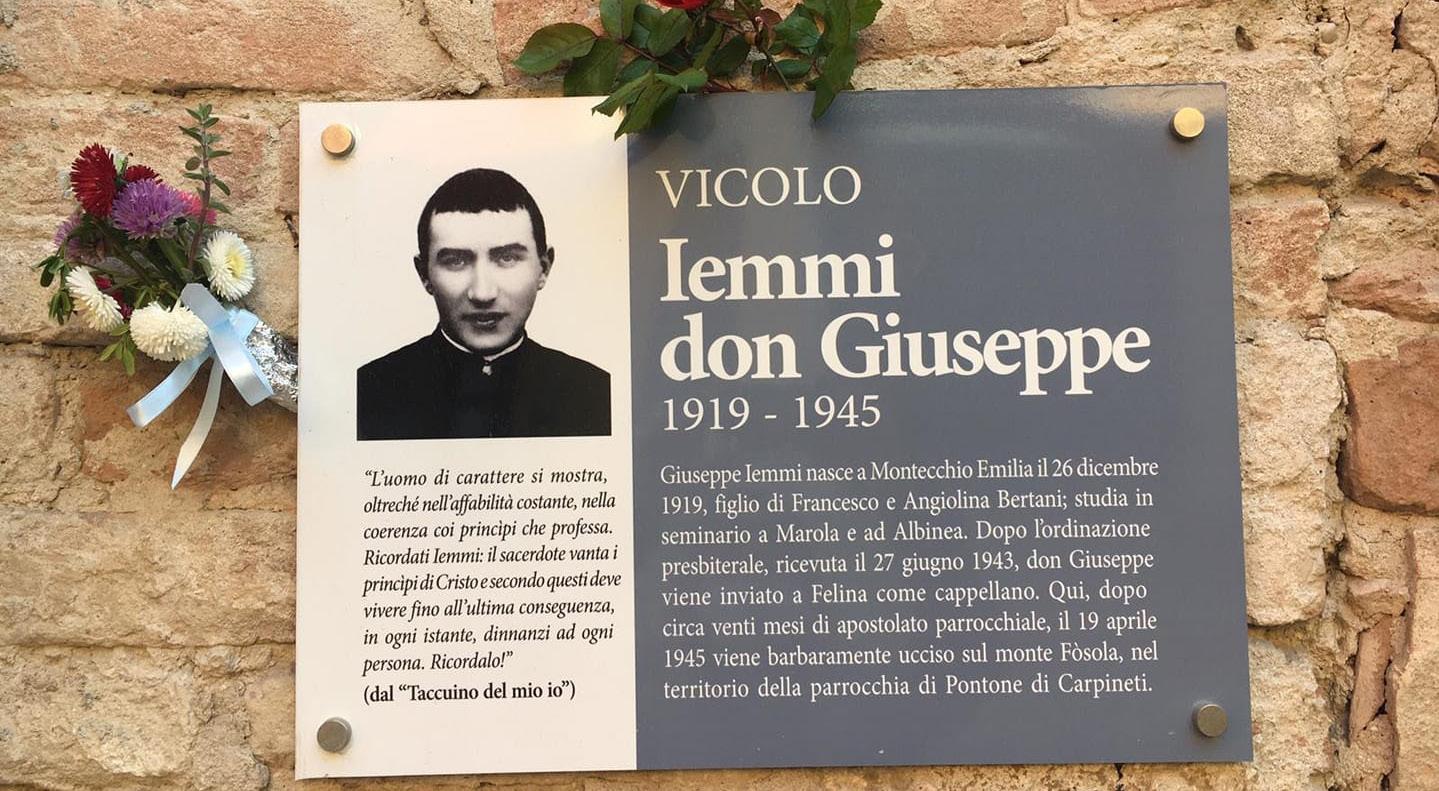 VICOLO
Iemmi
don Giuseppe
1919 - 1945
“L’uomo di carattere si mostra,
oltreché nell’affabilità costante, nella
coerenza coi princìpi che professa.
Ricordati Iemmi: il sacerdote vanta i
princìpi di Cristo e secondo questi deve
vivere fino all’ultima conseguenza,
in ogni istante, dinnanzi ad ogni
persona. Ricordalo!”
(dal “Taccuino del mio io”)
Giuseppe Iemmi nasce a Montecchio Emilia il 26 dicembre
1919, figlio di Francesco e Angiolina Bertani; studia in
seminario a Marola e ad Albinea. Dopo l’ordinazione
presbiterale, ricevuta il 27 giugno 1943, don Giuseppe
viene inviato a Felina come cappellano. Qui, dopo
circa venti mesi di apostolato parrocchiale, il 19 aprile
1945 viene barbaramente ucciso sul monte Fòsola, nel
territorio della parrocchia di Pontone di Carpineti.